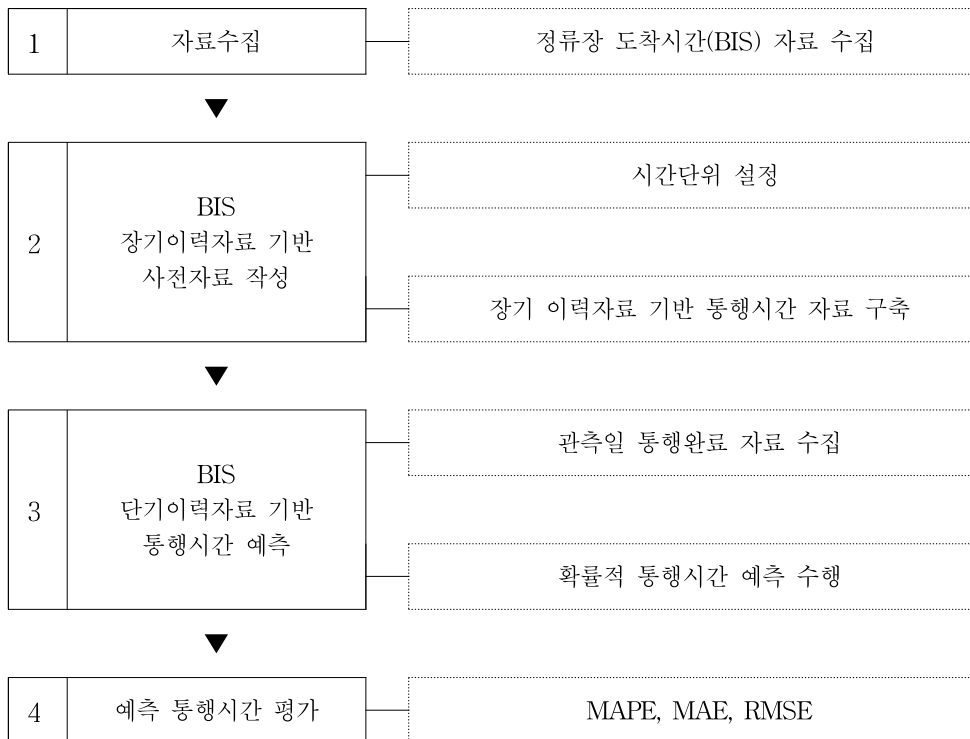 1
자료수집
정류장 도착시간(BIS) 자료 수집
2
BIS
장기이력자료 기반
사전자료 작성
시간단위 설정
장기 이력자료 기반 통행시간 자료 구축
3
BIS
단기이력자료 기반
통행시간 예측
관측일 통행완료 자료 수집
확률적 통행시간 예측 수행
4
예측 통행시간 평가
MAPE, MAE, RMSE